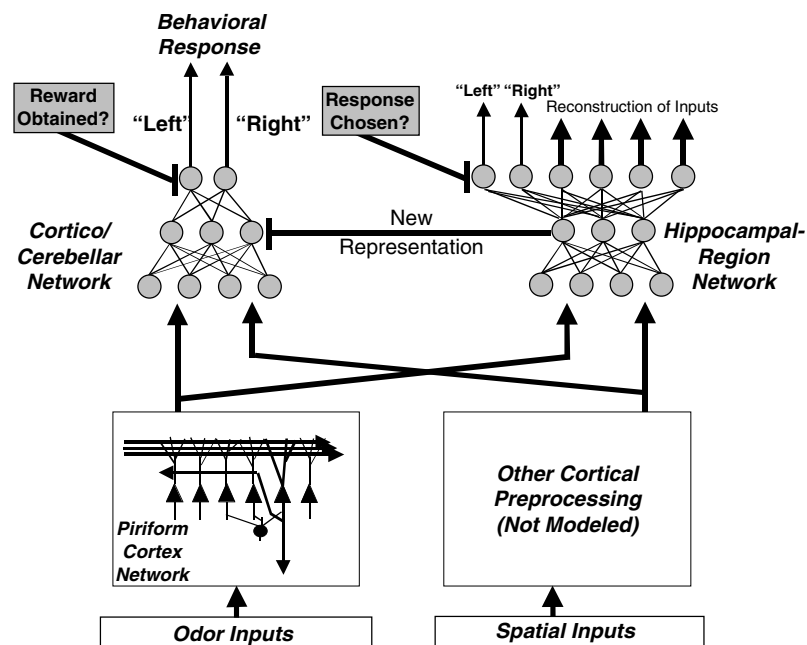 Behavioral
Response
Reward
Obtained?
“Left”
“Right”
Response
Chosen?
“Left” “Right”
Reconstruction of Inputs
Cortico/
Cerebellar
Network
New
Representation
Hippocampal-
Region
Network
Piriform
Cortex
Network
Other Cortical
Preprocessing
(Not Modeled)
Odor Inputs
Spatial Inputs